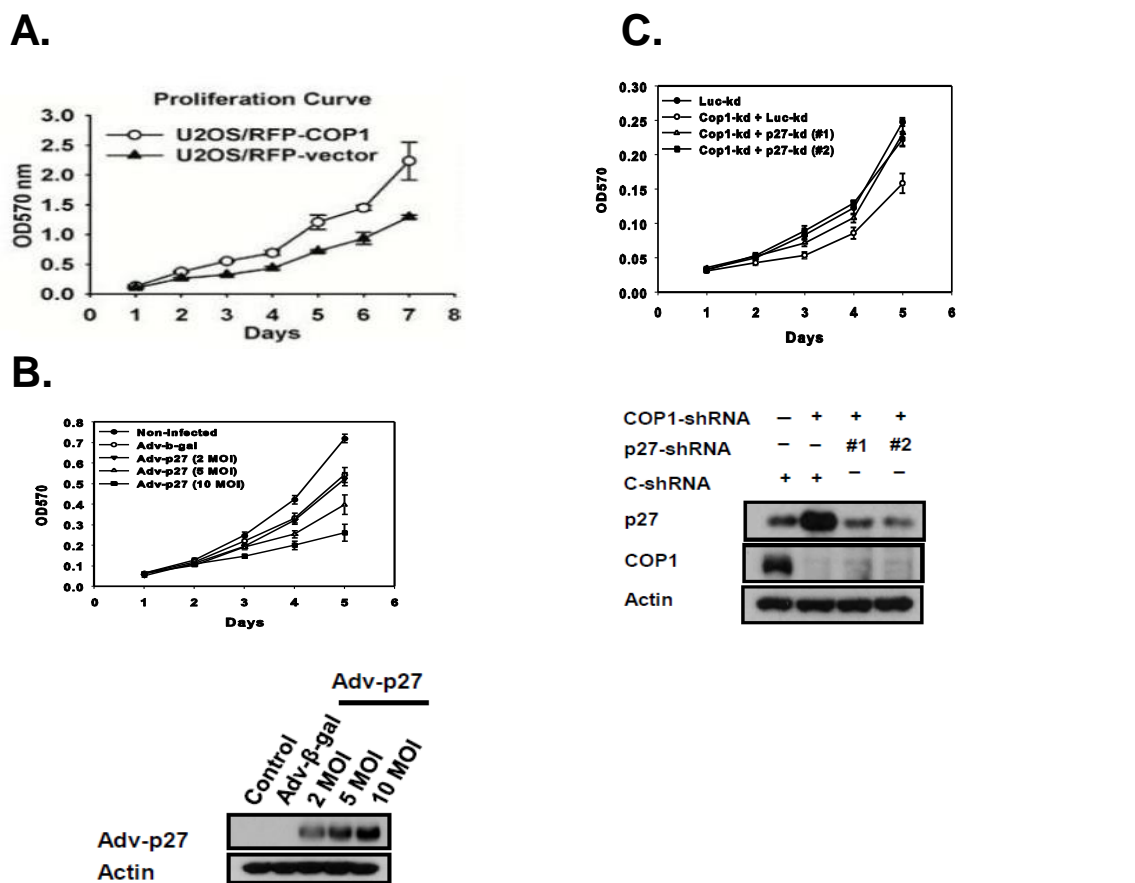 A.
Proliferation Curve
3.0
2.5
2.0
1.5
1.0
0.5
0.0
OD570 nm
U2OS/RFP-COP1
U2OS/RFP-vector
0 1 2 3 4 5 6 7 8
Days
B.
0.8
0.7
0.6
0.5
0.4
0.3
0.2
0.1
0.0
OD570
Non-Infected
Adv-b-gal
Adv-p27 (2 MOI)
Adv-p27 (5 MOI)
Adv-p27 (10 MOI)
0 1 2 3 4 5 6
Days
Adv-p27
Control
Adv-β-gal
2 MOI
5 MOI
10 MOI
Adv-p27
Actin
C.
0.30
0.25
0.20
0.15
0.10
0.05
0.00
OD570
Luc-kd
Cop1-kd + Luc-kd
Cop1-kd + p27-kd (#1)
Cop1-kd + p27-kd (#2)
0 1 2 3 4 5 6
Days
COP1-shRNA – + + +
p27-shRNA – – #1 #2
C-shRNA + + – –
p27
COP1
Actin